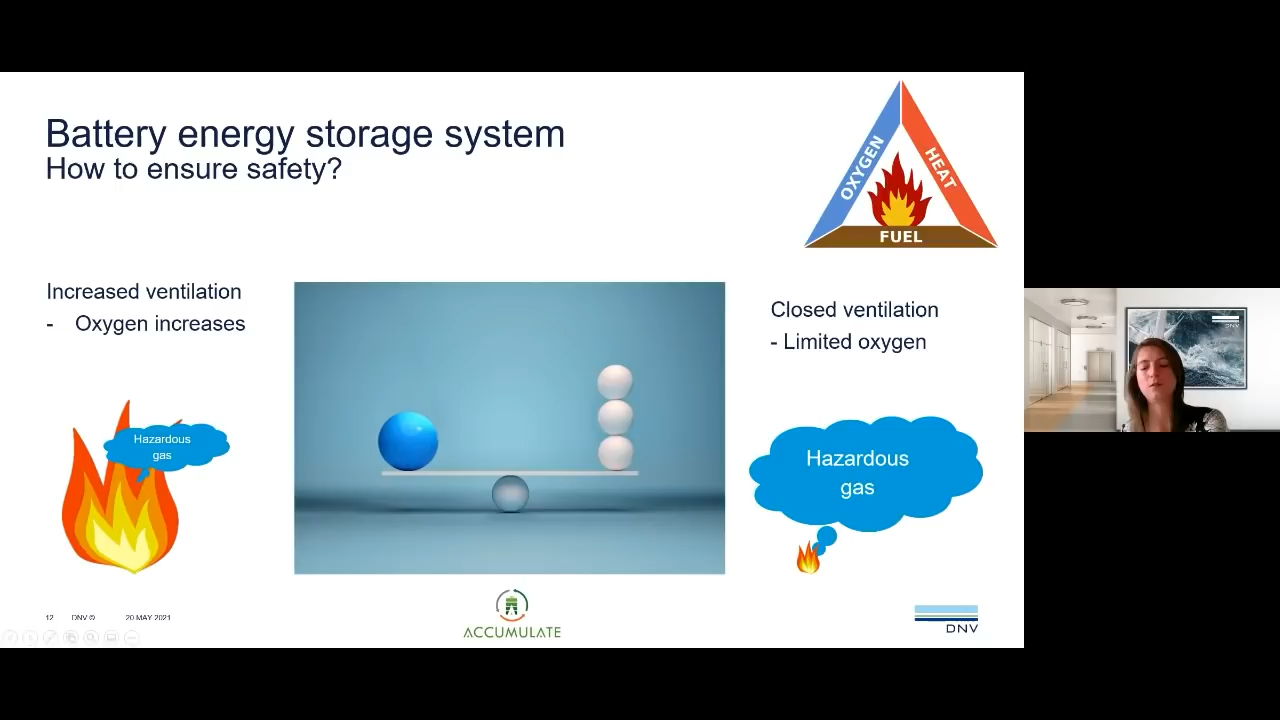 Battery energy storage system
How to ensure safety?
OXYGEN
HEAT
FUEL
Increased ventilation
- Oxygen increases
Closed ventilation
- Limited oxygen
Hazardous
gas
Hazardous
gas
12 DNV © 20 MAY 2021
ACCUMULATE
DNV
DNV